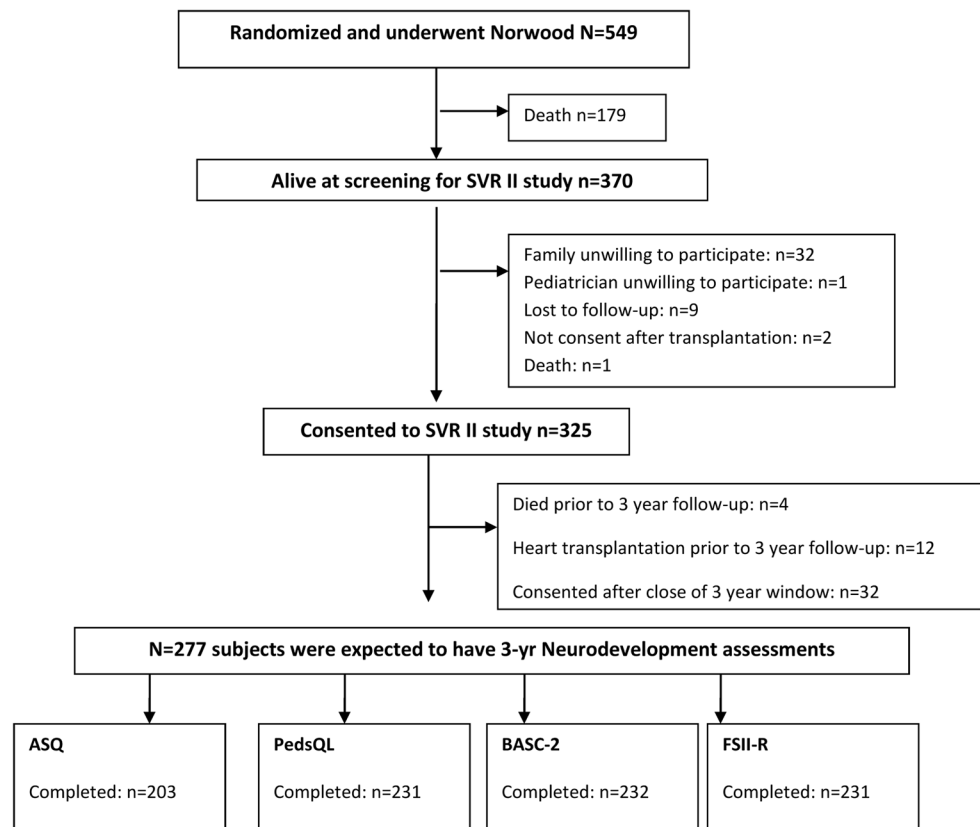 Randomized and underwent Norwood N=549
Death n=179
Alive at screening for SVR II study n=370
Family unwilling to participate: n=32
Pediatrician unwilling to participate: n=1
Lost to follow-up: n=9
Not consent after transplantation: n=2
Death: n=1
Consented to SVR II study n=325
Died prior to 3 year follow-up: n=4
Heart transplantation prior to 3 year follow-up: n=12
Consented after close of 3 year window: n=32
N=277 subjects were expected to have 3-yr Neurodevelopment assessments
ASQ
Completed: n=203
PedsQL
Completed: n=231
BASC-2
Completed: n=232
FSII-R
Completed: n=231